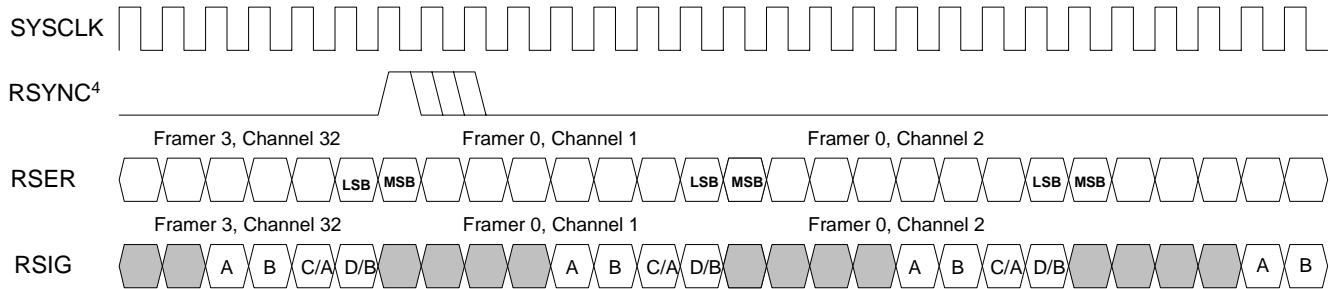 SYSCLK
RSYNC4
Framer 3, Channel 32 Framer 0, Channel 1 Framer 0, Channel 2
RSER LSB MSB LSB MSB LSB MSB
Framer 3, Channel 32 Framer 0, Channel 1 Framer 0, Channel 2
RSIG A B C/A D/B A B C/A D/B A B C/A D/B A B